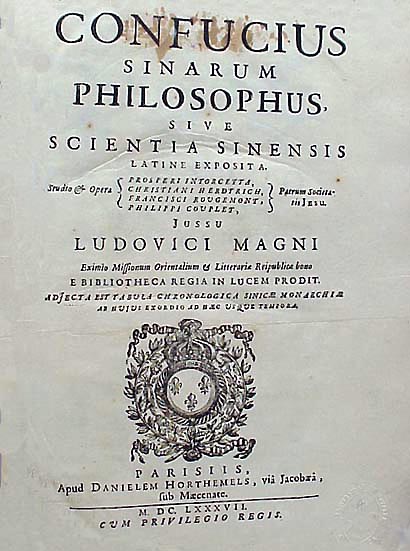 CONFUCIUS
SINARUM
PHILOSOPHUS,
SIVE
SCIENTIA SINENSIS
LATINE EXPOSITA.
Studio & Opera
PROSPERI INTORCETTA,
CHRISTIANI HERDTRICH,
FRANCISCI ROUGEMONT,
PHILIPPI COUPLET,
Patrum Societa-
tis JESU.
JUSSU
LUDOVICI MAGNI
Eximio Missionum Orientalium & Litterariæ Reipublicæ bono
E BIBLIOTHECA REGIA IN LUCEM PRODIT.
ADJECTA EST TABULA CHRONOLOGICA SINICÆ MONARCHIÆ
AB HUJUS EXORDIO AD HÆC USQUE TEMPORA.
PARISIIS,
Apud DANIELEM HORTHEMELS, viâ Jacobæâ,
sub Mæcenate.
M. DC. LXXXVII.
CUM PRIVILEGIO REGIS.